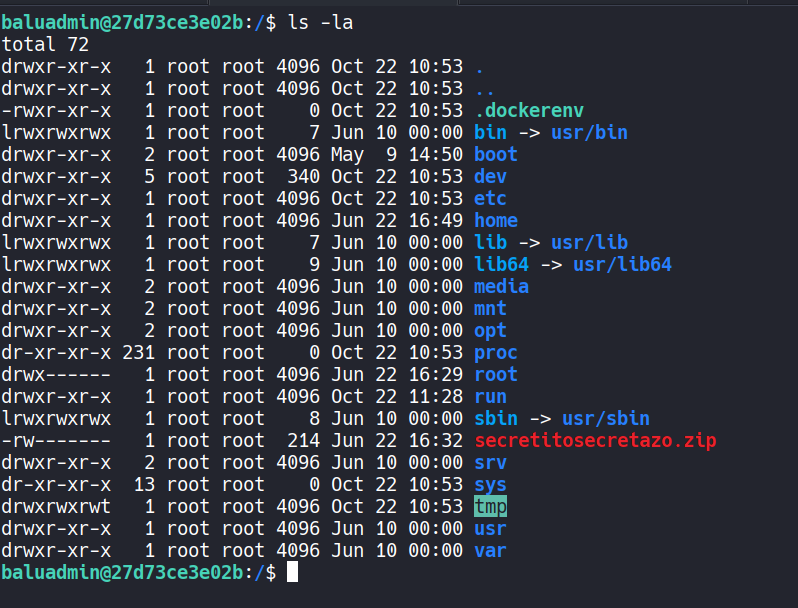 baluadmin@27d73ce3e02b:/$ ls -la
total 72
drwxr-xr-x   1 root root 4096 Oct 22 10:53 .
drwxr-xr-x   1 root root 4096 Oct 22 10:53 ..
-rwxr-xr-x   1 root root    0 Oct 22 10:53 .dockerenv
lrwxrwxrwx   1 root root    7 Jun 10 00:00 bin -> usr/bin
drwxr-xr-x   2 root root 4096 May  9 14:50 boot
drwxr-xr-x   5 root root  340 Oct 22 10:53 dev
drwxr-xr-x   1 root root 4096 Oct 22 10:53 etc
drwxr-xr-x   1 root root 4096 Jun 22 16:49 home
lrwxrwxrwx   1 root root    7 Jun 10 00:00 lib -> usr/lib
lrwxrwxrwx   1 root root    9 Jun 10 00:00 lib64 -> usr/lib64
drwxr-xr-x   2 root root 4096 Jun 10 00:00 media
drwxr-xr-x   2 root root 4096 Jun 10 00:00 mnt
drwxr-xr-x   2 root root 4096 Jun 10 00:00 opt
dr-xr-xr-x 231 root root    0 Oct 22 10:53 proc
drwx------   1 root root 4096 Jun 22 16:29 root
drwxr-xr-x   1 root root 4096 Oct 22 11:28 run
lrwxrwxrwx   1 root root    8 Jun 10 00:00 sbin -> usr/sbin
-rw-------   1 root root  214 Jun 22 16:32 secretitosecretazo.zip
drwxr-xr-x   2 root root 4096 Jun 10 00:00 srv
dr-xr-xr-x  13 root root    0 Oct 22 10:53 sys
drwxrwxrwt   1 root root 4096 Oct 22 10:53 tmp
drwxr-xr-x   1 root root 4096 Jun 10 00:00 usr
drwxr-xr-x   1 root root 4096 Jun 10 00:00 var
baluadmin@27d73ce3e02b:/$